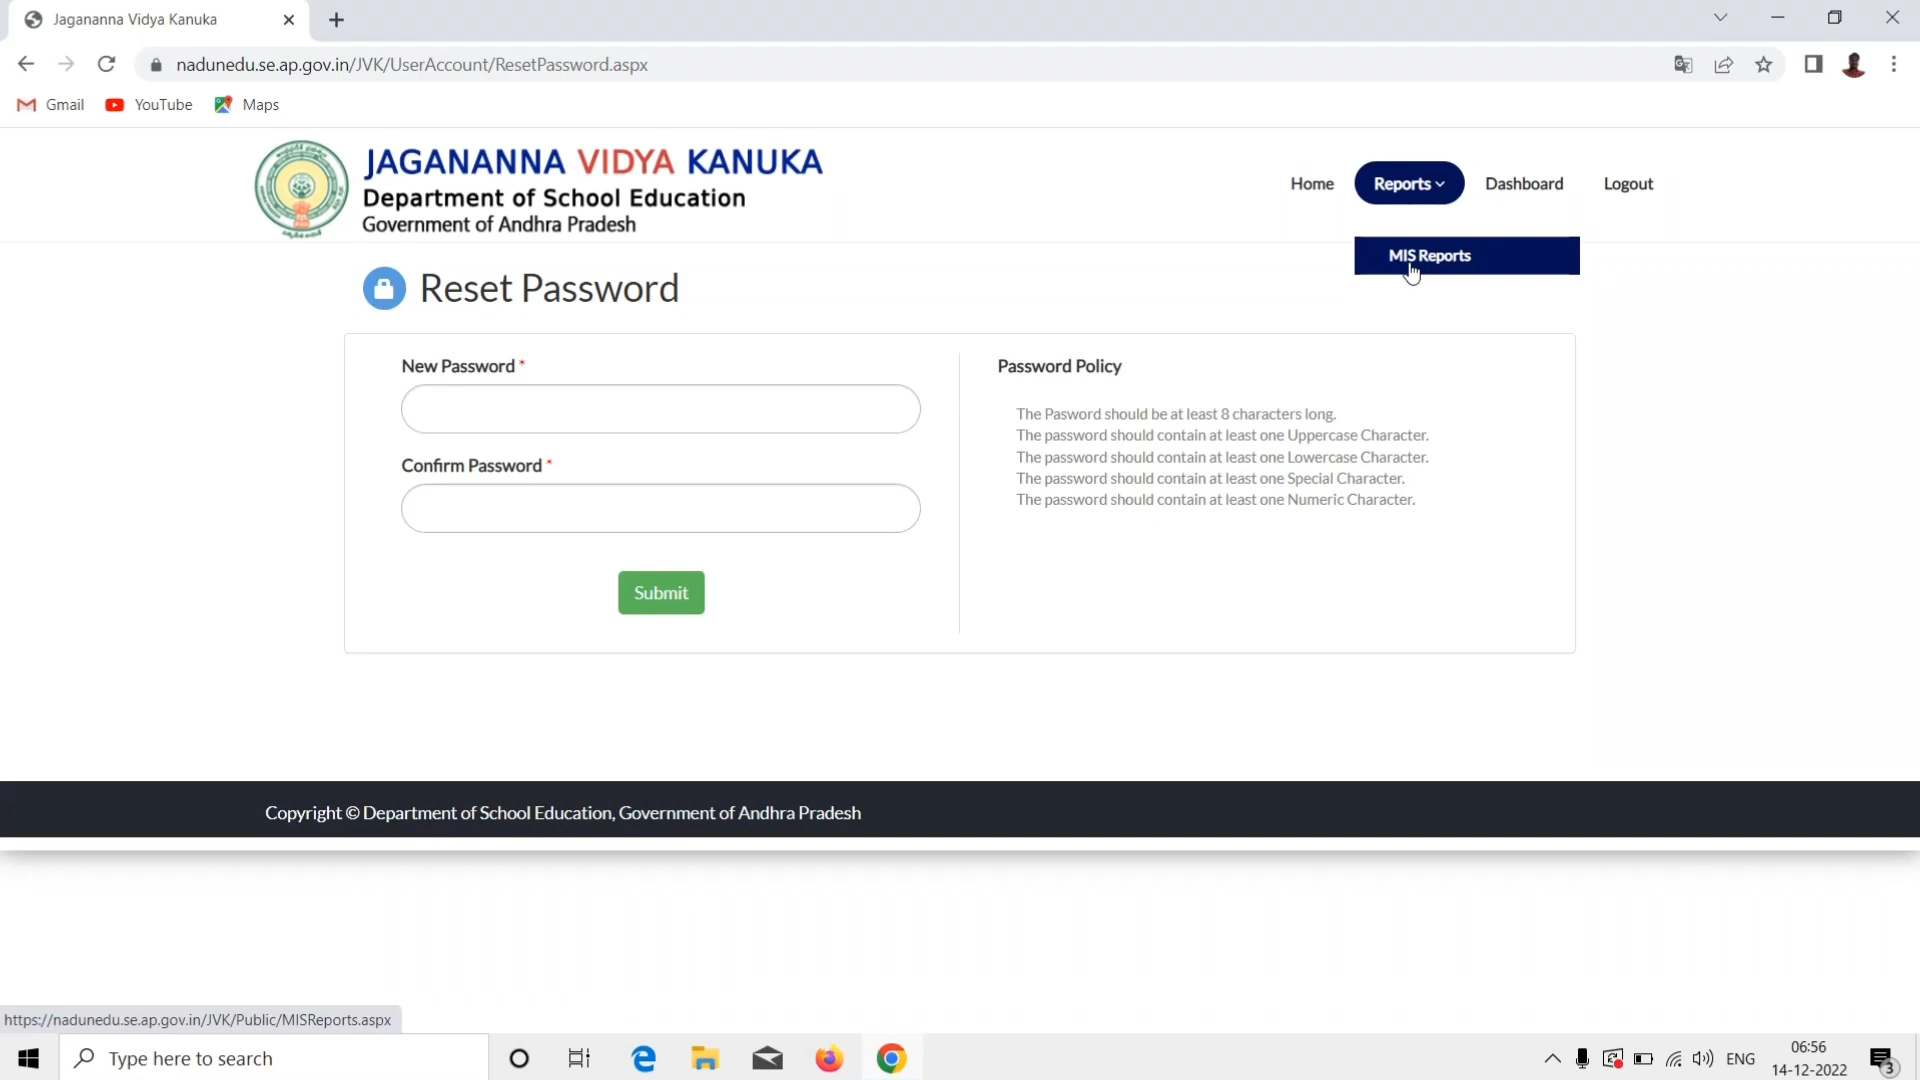 Jagananna Vidya Kanuka
nadunedu.se.ap.gov.in/JVK/UserAccount/ResetPassword.aspx
Gmail YouTube Maps
JAGANANNA VIDYA KANUKA
Department of School Education
Government of Andhra Pradesh
Home Reports Dashboard Logout
MIS Reports
Reset Password
New Password *
Confirm Password *
Submit
Password Policy
The Pasword should be at least 8 characters long.
The password should contain at least one Uppercase Character.
The password should contain at least one Lowercase Character.
The password should contain at least one Special Character.
The password should contain at least one Numeric Character.
Copyright © Department of School Education, Government of Andhra Pradesh
https://nadunedu.se.ap.gov.in/JVK/Public/MISReports.aspx
Type here to search
ENG
06:56
14-12-2022
3